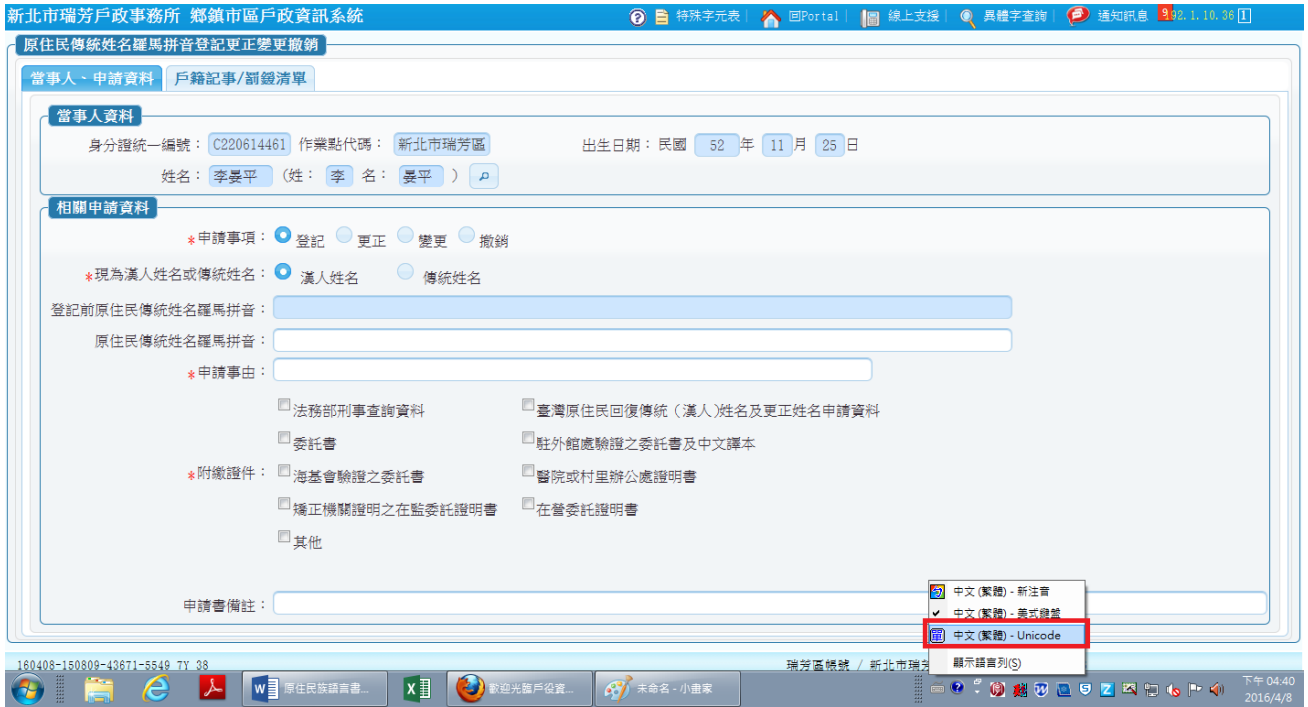 新北市瑞芳戶政事務所 鄉鎮市區戶政資訊系統 特殊字元表 回Portal 線上支援 異體字查詢 通知訊息 92.1.10.36 1
原住民傳統姓名羅馬拼音登記更正變更撤銷
當事人、申請資料 戶籍記事/罰鍰清單
當事人資料
身分證統一編號： C220614461 作業點代碼： 新北市瑞芳區 出生日期：民國 52 年 11 月 25 日
姓名： 李晏平 (姓： 李 名： 晏平 )
相關申請資料
*申請事項： 登記 更正 變更 撤銷
*現為漢人姓名或傳統姓名： 漢人姓名 傳統姓名
登記前原住民傳統姓名羅馬拼音：
原住民傳統姓名羅馬拼音：
*申請事由：
法務部刑事查詢資料 臺灣原住民回復傳統（漢人)姓名及更正姓名申請資料
委託書 駐外館處驗證之委託書及中文譯本
*附繳證件： 海基會驗證之委託書 醫院或村里辦公處證明書
矯正機關證明之在監委託證明書 在營委託證明書
其他
中文 (繁體) - 新注音
申請書備註： 中文 (繁體) - 美式鍵盤
中文 (繁體) - Unicode
160408-150809-43671-5549 7Y 38 瑞芳區帳號 / 新北市瑞芳 顯示語言列(S)
原住民族語言書... 歡迎光臨戶役資... 未命名 - 小畫家 下午 04:40
2016/4/8